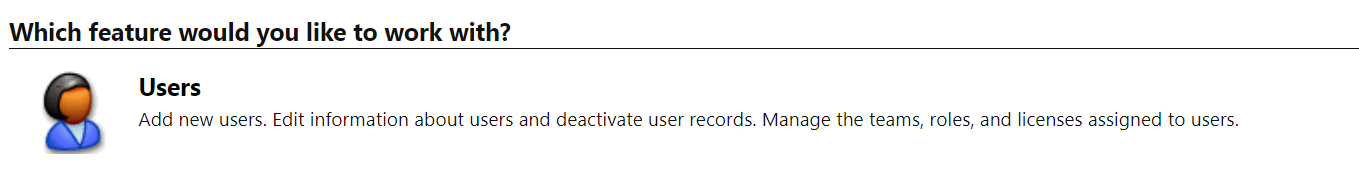 Which feature would you like to work with?
Users
Add new users. Edit information about users and deactivate user records. Manage the teams, roles, and licenses assigned to users.